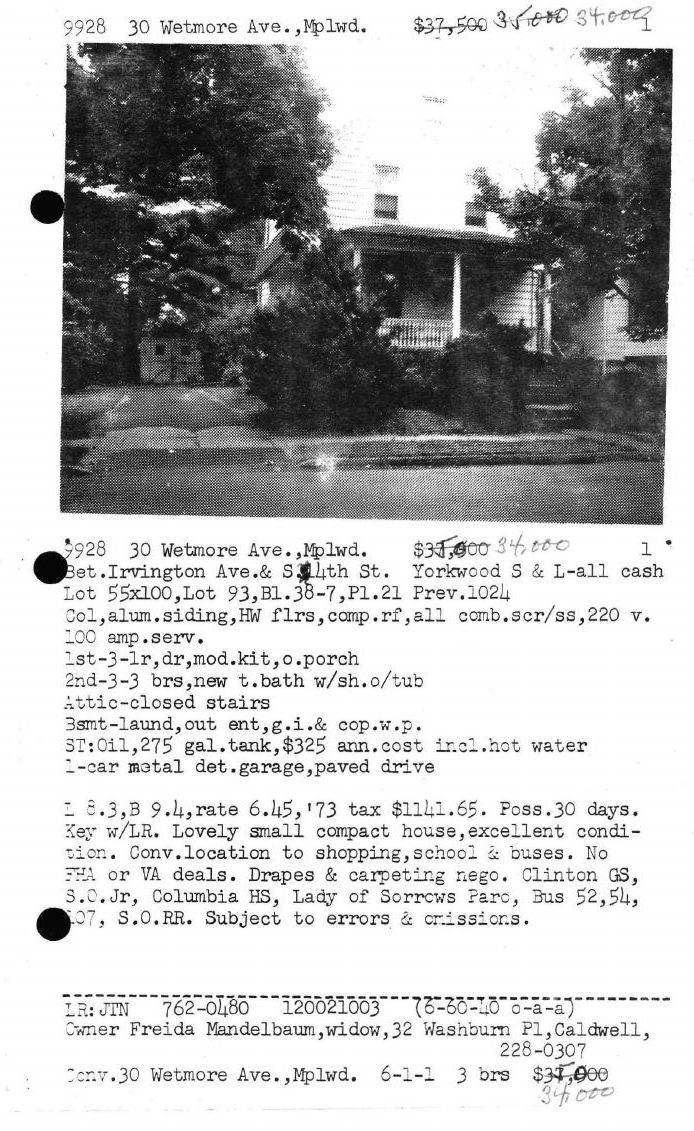 9928 30 Wetmore Ave.,Mplwd. $37,500 35,000 34,000
1
9928 30 Wetmore Ave.,Mplwd. 34,000 1
Bet.Irvington Ave.& S. 4th St. Yorkwood S & L-all cash
Lot 55x100,Lot 93,Bl.38-7,Pl.21 Prev.1024
Col,alum.siding,HW flrs,comp.rf,all comb.scr/ss,220 v.
100 amp.serv.
1st-3-lr,dr,mod.kit,o.porch
2nd-3-3 brs,new t.bath w/sh.o/tub
Attic-closed stairs
Bsmt-laund,out ent,g.i.& cop.w.p.
ST:Oil,275 gal.tank,$325 ann.cost incl.hot water
1-car metal det.garage,paved drive
L 8.3,B 9.4,rate 6.45,'73 tax $1141.65. Poss.30 days.
Key w/LR. Lovely small compact house,excellent condi-
tion. Conv.location to shopping,school & buses. No
FHA or VA deals. Drapes & carpeting nego. Clinton GS,
S.O.Jr, Columbia HS, Lady of Sorrows Paro, Bus 52,54,
107, S.O.RR. Subject to errors & omissions.
LR:JTN 762-0480 120021003 (6-60-40 o-a-a)
Owner Freida Mandelbaum,widow,32 Washburn Pl,Caldwell,
228-0307
Conv.30 Wetmore Ave.,Mplwd. 6-1-1 3 brs
34,000